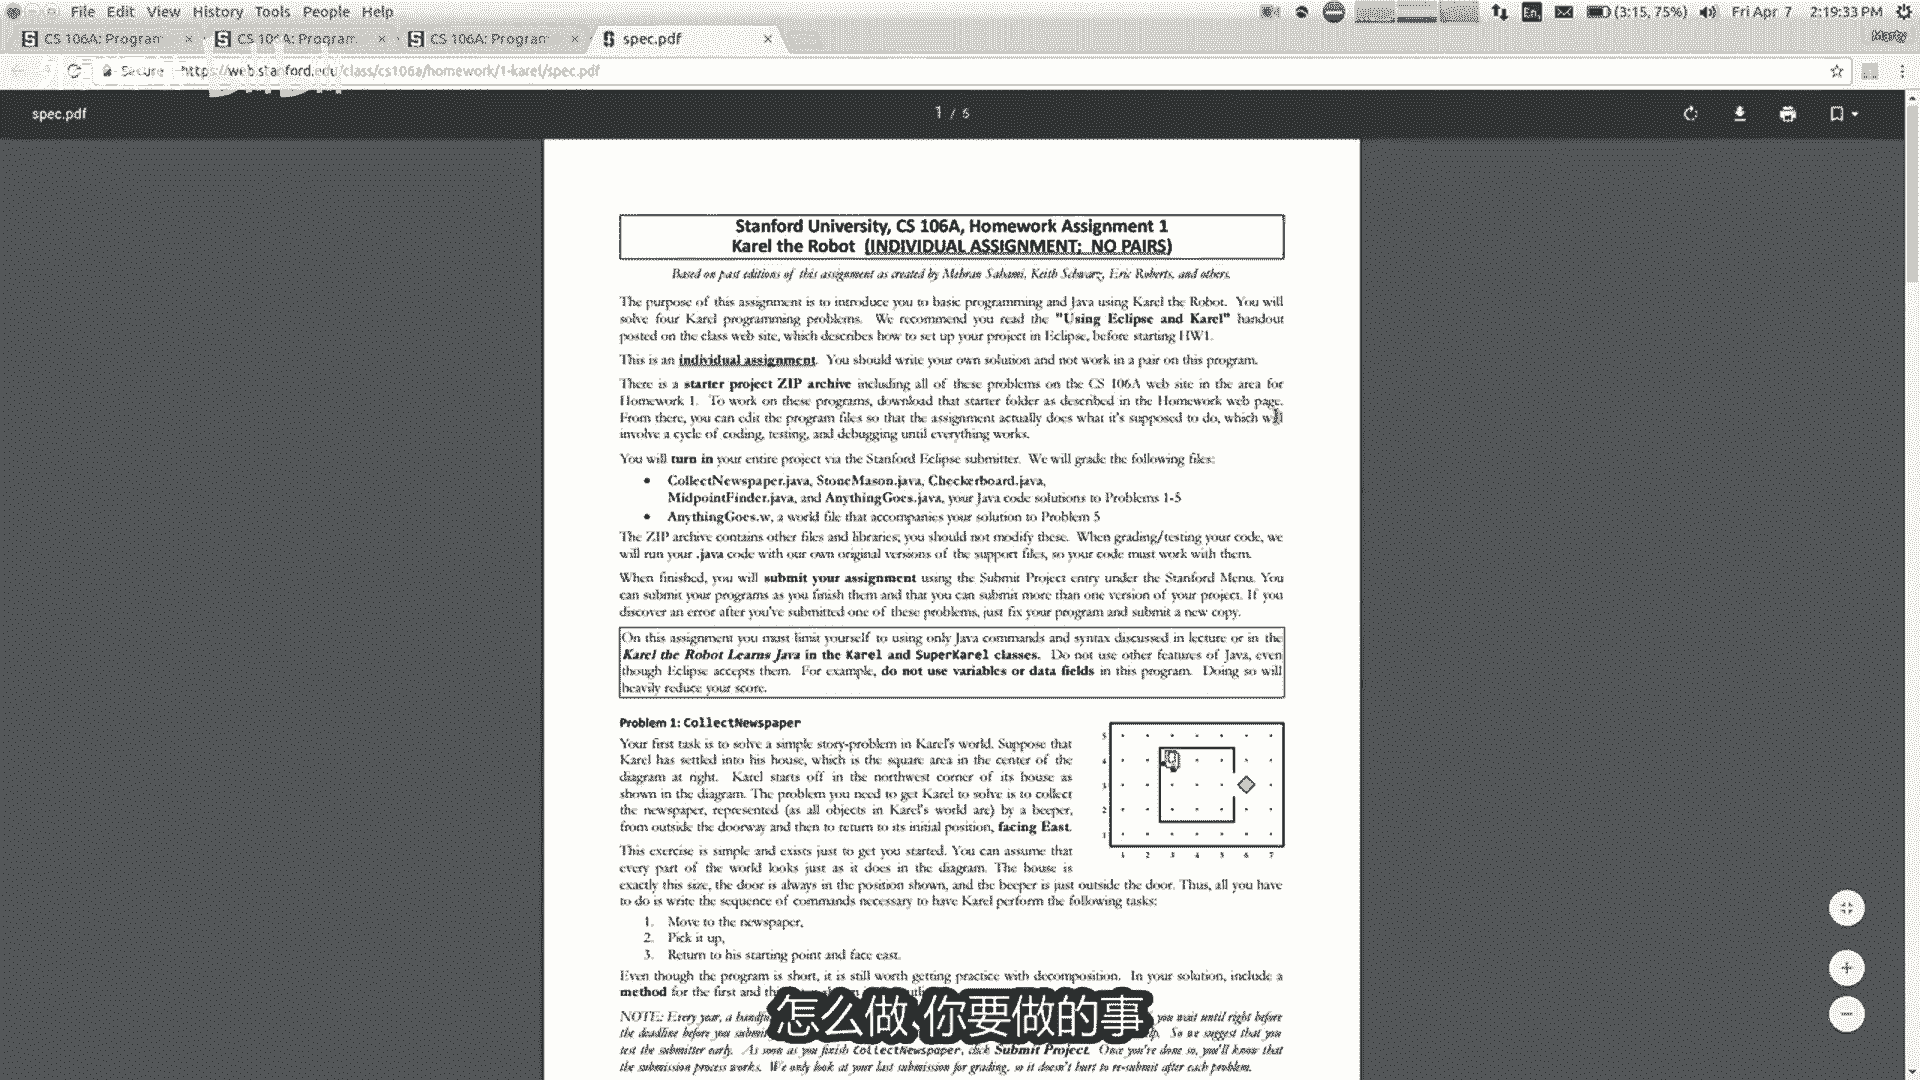 File Edit View History Tools People Help
(3:15, 75%) Fri Apr 7 2:19:33 PM
CS 106A: Program CS 106A: Program CS 106A: Program spec.pdf
Marty
Secure https://web.stanford.edu/class/cs106a/homework/1-karel/spec.pdf
spec.pdf 1 / 6
Stanford University, CS 106A, Homework Assignment 1
Karel the Robot (INDIVIDUAL ASSIGNMENT; NO PAIRS)
Based on past editions of this assignment as created by Mehran Sahami, Keith Schwarz, Eric Roberts, and others.
The purpose of this assignment is to introduce you to basic programming and Java using Karel the Robot. You will
solve four Karel programming problems. We recommend you read the "Using Eclipse and Karel" handout
posted on the class web site, which describes how to set up your project in Eclipse, before starting HW1.
This is an individual assignment. You should write your own solution and not work in a pair on this program.
There is a starter project ZIP archive including all of these problems on the CS 106A web site in the area for
Homework 1. To work on these programs, download that starter folder as described in the Homework web page.
From there, you can edit the program files so that the assignment actually does what it's supposed to do, which will
involve a cycle of coding, testing, and debugging until everything works.
You will turn in your entire project via the Stanford Eclipse submitter. We will grade the following files:
• CollectNewspaper.java, StoneMason.java, Checkerboard.java,
MidpointFinder.java, and AnythingGoes.java, your Java code solutions to Problems 1-5
• AnythingGoes.w, a world file that accompanies your solution to Problem 5
The ZIP archive contains other files and libraries; you should not modify these. When grading/testing your code, we
will run your .java code with our own original versions of the support files, so your code must work with them.
When finished, you will submit your assignment using the Submit Project entry under the Stanford Menu. You
can submit your programs as you finish them and that you can submit more than one version of your project. If you
discover an error after you've submitted one of these problems, just fix your program and submit a new copy.
On this assignment you must limit yourself to using only Java commands and syntax discussed in lecture or in the
Karel the Robot Learns Java in the Karel and SuperKarel classes. Do not use other features of Java, even
though Eclipse accepts them. For example, do not use variables or data fields in this program. Doing so will
heavily reduce your score.
Problem 1: CollectNewspaper
Your first task is to solve a simple story-problem in Karel's world. Suppose that
Karel has settled into his house, which is the square area in the center of the
diagram at right. Karel starts off in the northwest corner of its house as
shown in the diagram. The problem you need to get Karel to solve is to collect
the newspaper, represented (as all objects in Karel's world are) by a beeper,
from outside the doorway and then to return to its initial position, facing East.
5
4
3
2
1
1 2 3 4 5 6 7
This exercise is simple and exists just to get you started. You can assume that
every part of the world looks just as it does in the diagram. The house is
exactly this size, the door is always in the position shown, and the beeper is just outside the door. Thus, all you have
to do is write the sequence of commands necessary to have Karel perform the following tasks:
1. Move to the newspaper,
2. Pick it up,
3. Return to his starting point and face east.
Even though the program is short, it is still worth getting practice with decomposition. In your solution, include a
method for the first and
NOTE: Every year, a you wait until right before
the deadline before you So we suggest that you
test the submitter early. As soon as you finish CollectNewspaper, click Submit Project. Once you're done so, you'll know that
the submission process works. We only look at your last submission for grading, so it doesn't hurt to re-submit after each problem.
怎么做 你要做的事